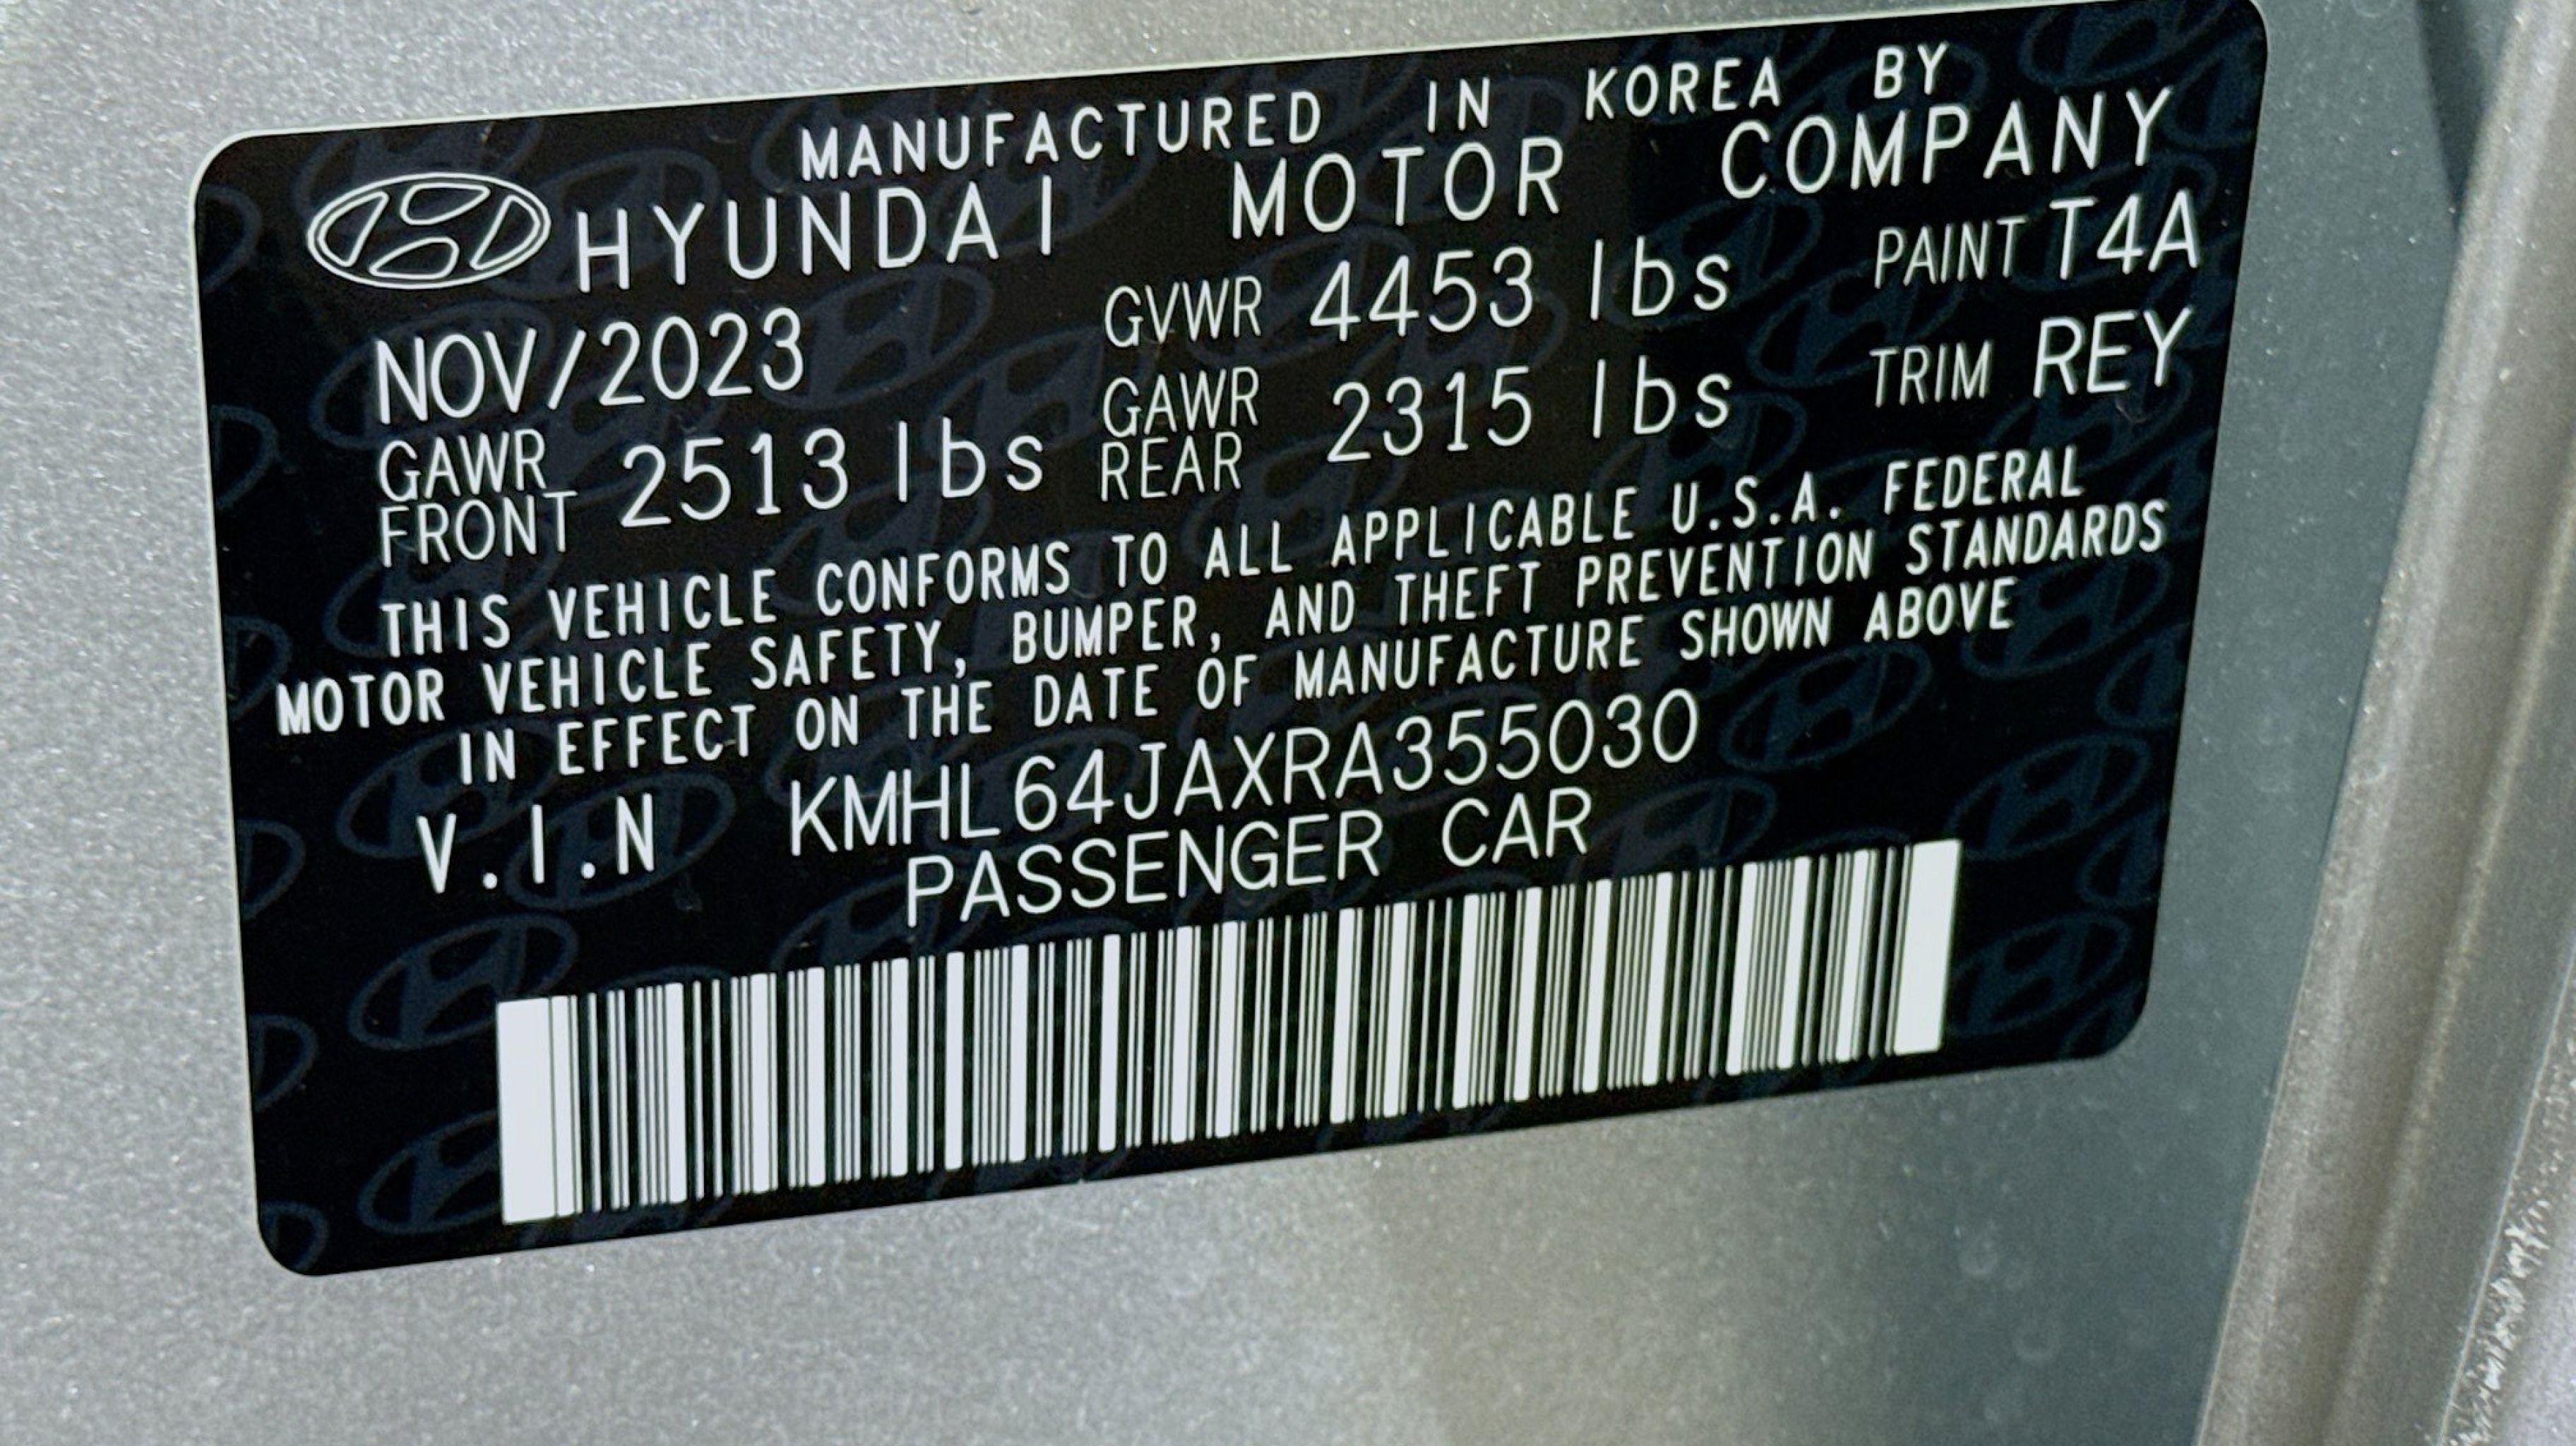 MANUFACTURED IN KOREA BY
HYUNDAI MOTOR COMPANY
NOV/2023 GVWR 4453 lbs PAINT T4A
GAWR FRONT 2513 lbs GAWR REAR 2315 lbs TRIM REY
THIS VEHICLE CONFORMS TO ALL APPLICABLE U.S.A. FEDERAL
MOTOR VEHICLE SAFETY, BUMPER, AND THEFT PREVENTION STANDARDS
IN EFFECT ON THE DATE OF MANUFACTURE SHOWN ABOVE
V.I.N KMHL64JAXRA355030
PASSENGER CAR